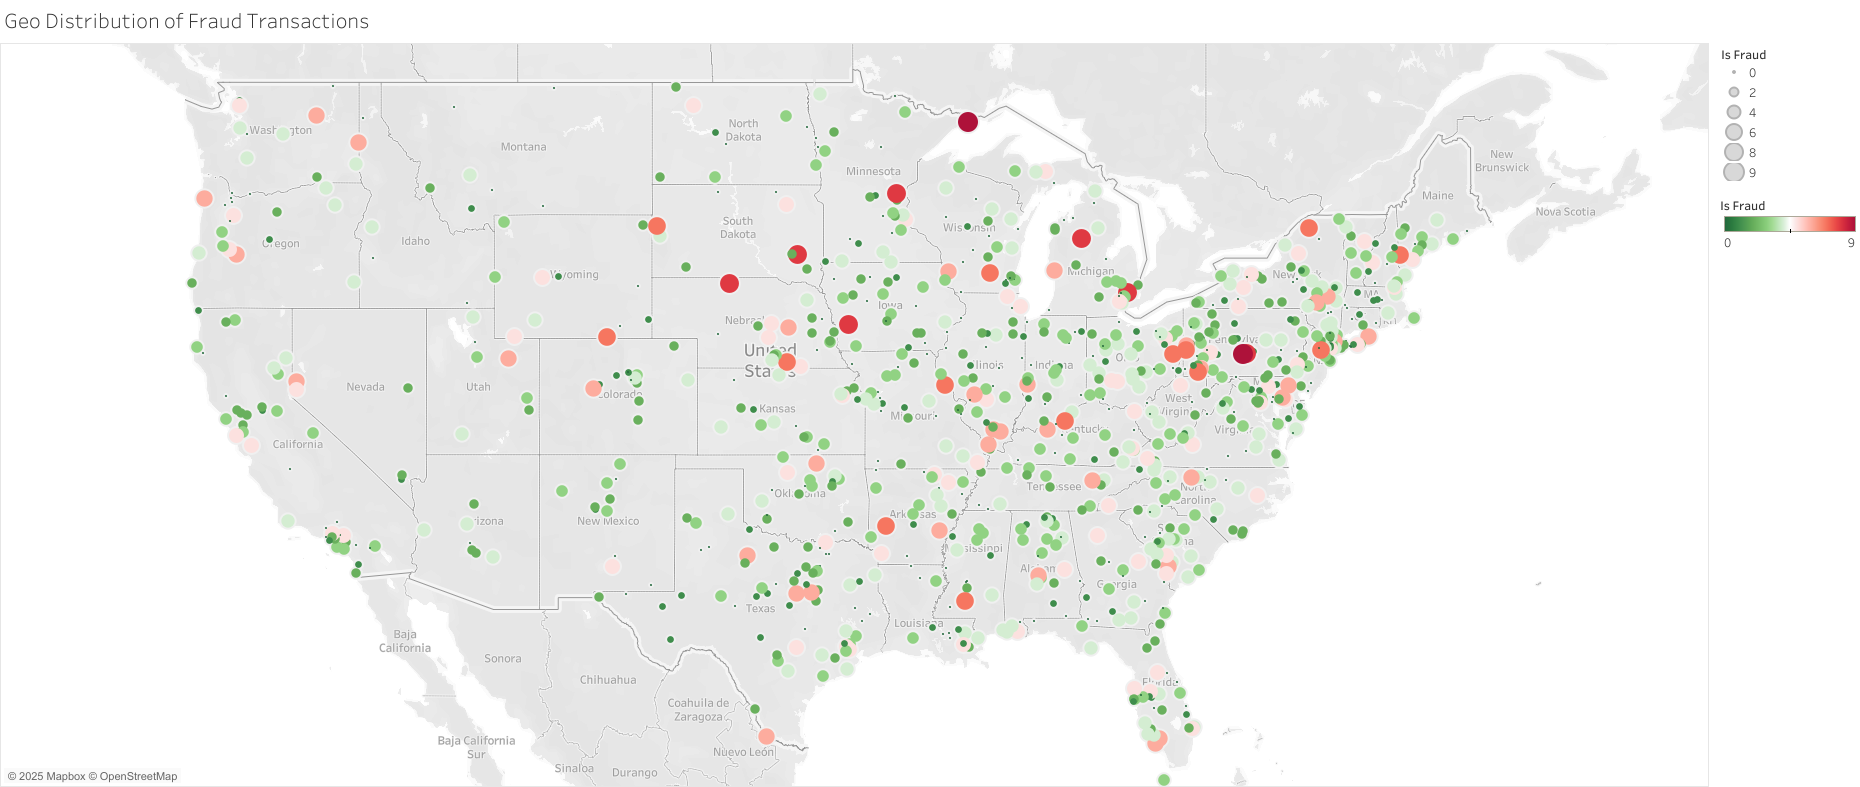 Geo Distribution of Fraud Transactions
Is Fraud
0
2
4
6
8
9
Is Fraud
0
9
Washington
Montana
North
Dakota
Minnesota
Maine
New
Brunswick
Nova Scotia
Oregon
Idaho
Wyoming
South
Dakota
Wisconsin
Michigan
New York
MA
Nebraska
Iowa
Pennsylvania
United
States
Nevada
Utah
Colorado
Kansas
Missouri
Illinois
Indiana
West
Virginia
Virginia
Kentucky
California
Arizona
New Mexico
Oklahoma
Arkansas
Tennessee
North
Carolina
Mississippi
Alabama
Georgia
Texas
Louisiana
Florida
Baja
California
Sonora
Chihuahua
Coahuila de
Zaragoza
Baja California
Sur
Sinaloa
Durango
Nuevo León
© 2025 Mapbox © OpenStreetMap